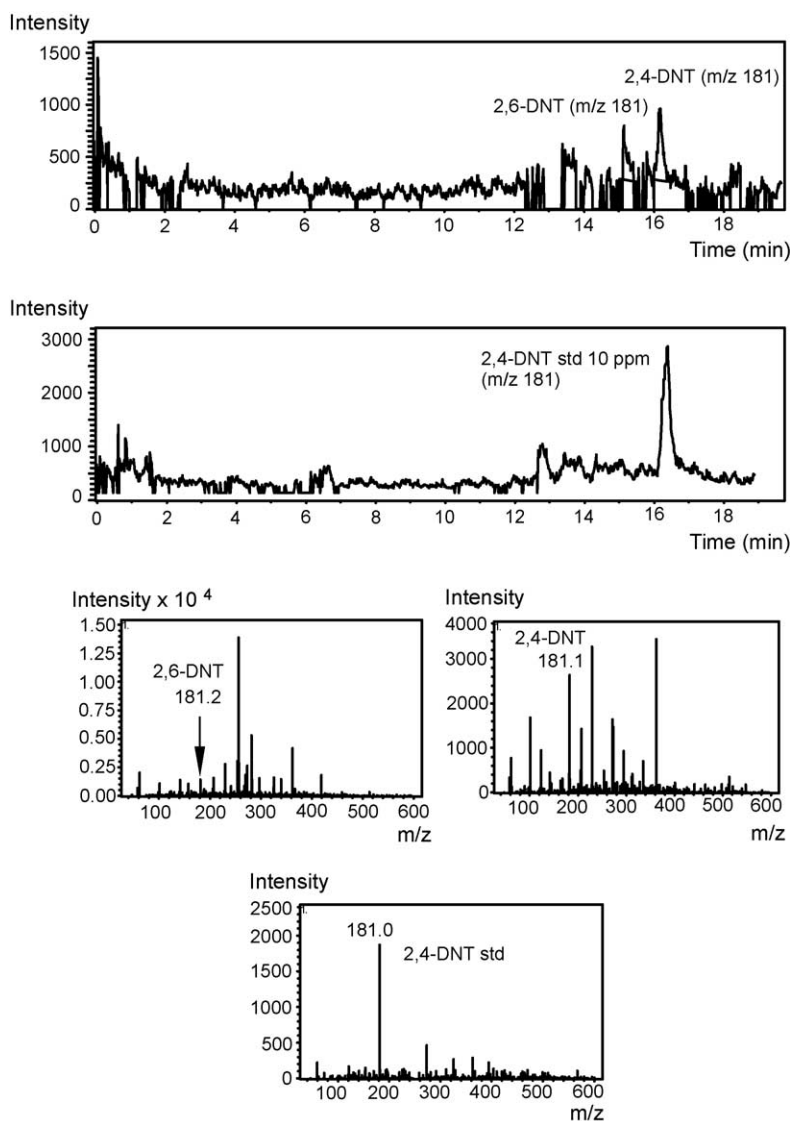 Intensity
1500
1000
500
0
2,4-DNT (m/z 181)
2,6-DNT (m/z 181)
0 2 4 6 8 10 12 14 16 18
Time (min)
Intensity
3000
2000
1000
0
2,4-DNT std 10 ppm
(m/z 181)
0 2 4 6 8 10 12 14 16 18
Time (min)
Intensity x 10 4
1.50
1.25
1.00
0.75
0.50
0.25
0.00
1.
2,6-DNT
181.2
100 200 300 400 500 600
m/z
Intensity
4000
3000
2000
1000
0
1.
2,4-DNT
181.1
100 200 300 400 500 600
m/z
Intensity
2500
2000
1500
1000
500
0
1.
181.0
2,4-DNT std
100 200 300 400 500 600
m/z